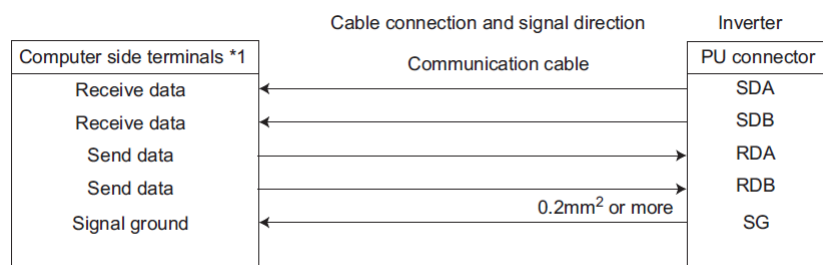 Cable connection and signal direction Inverter
Computer side terminals *1 Communication cable PU connector
Receive data SDA
Receive data SDB
Send data RDA
Send data RDB
0.2mm² or more
Signal ground SG